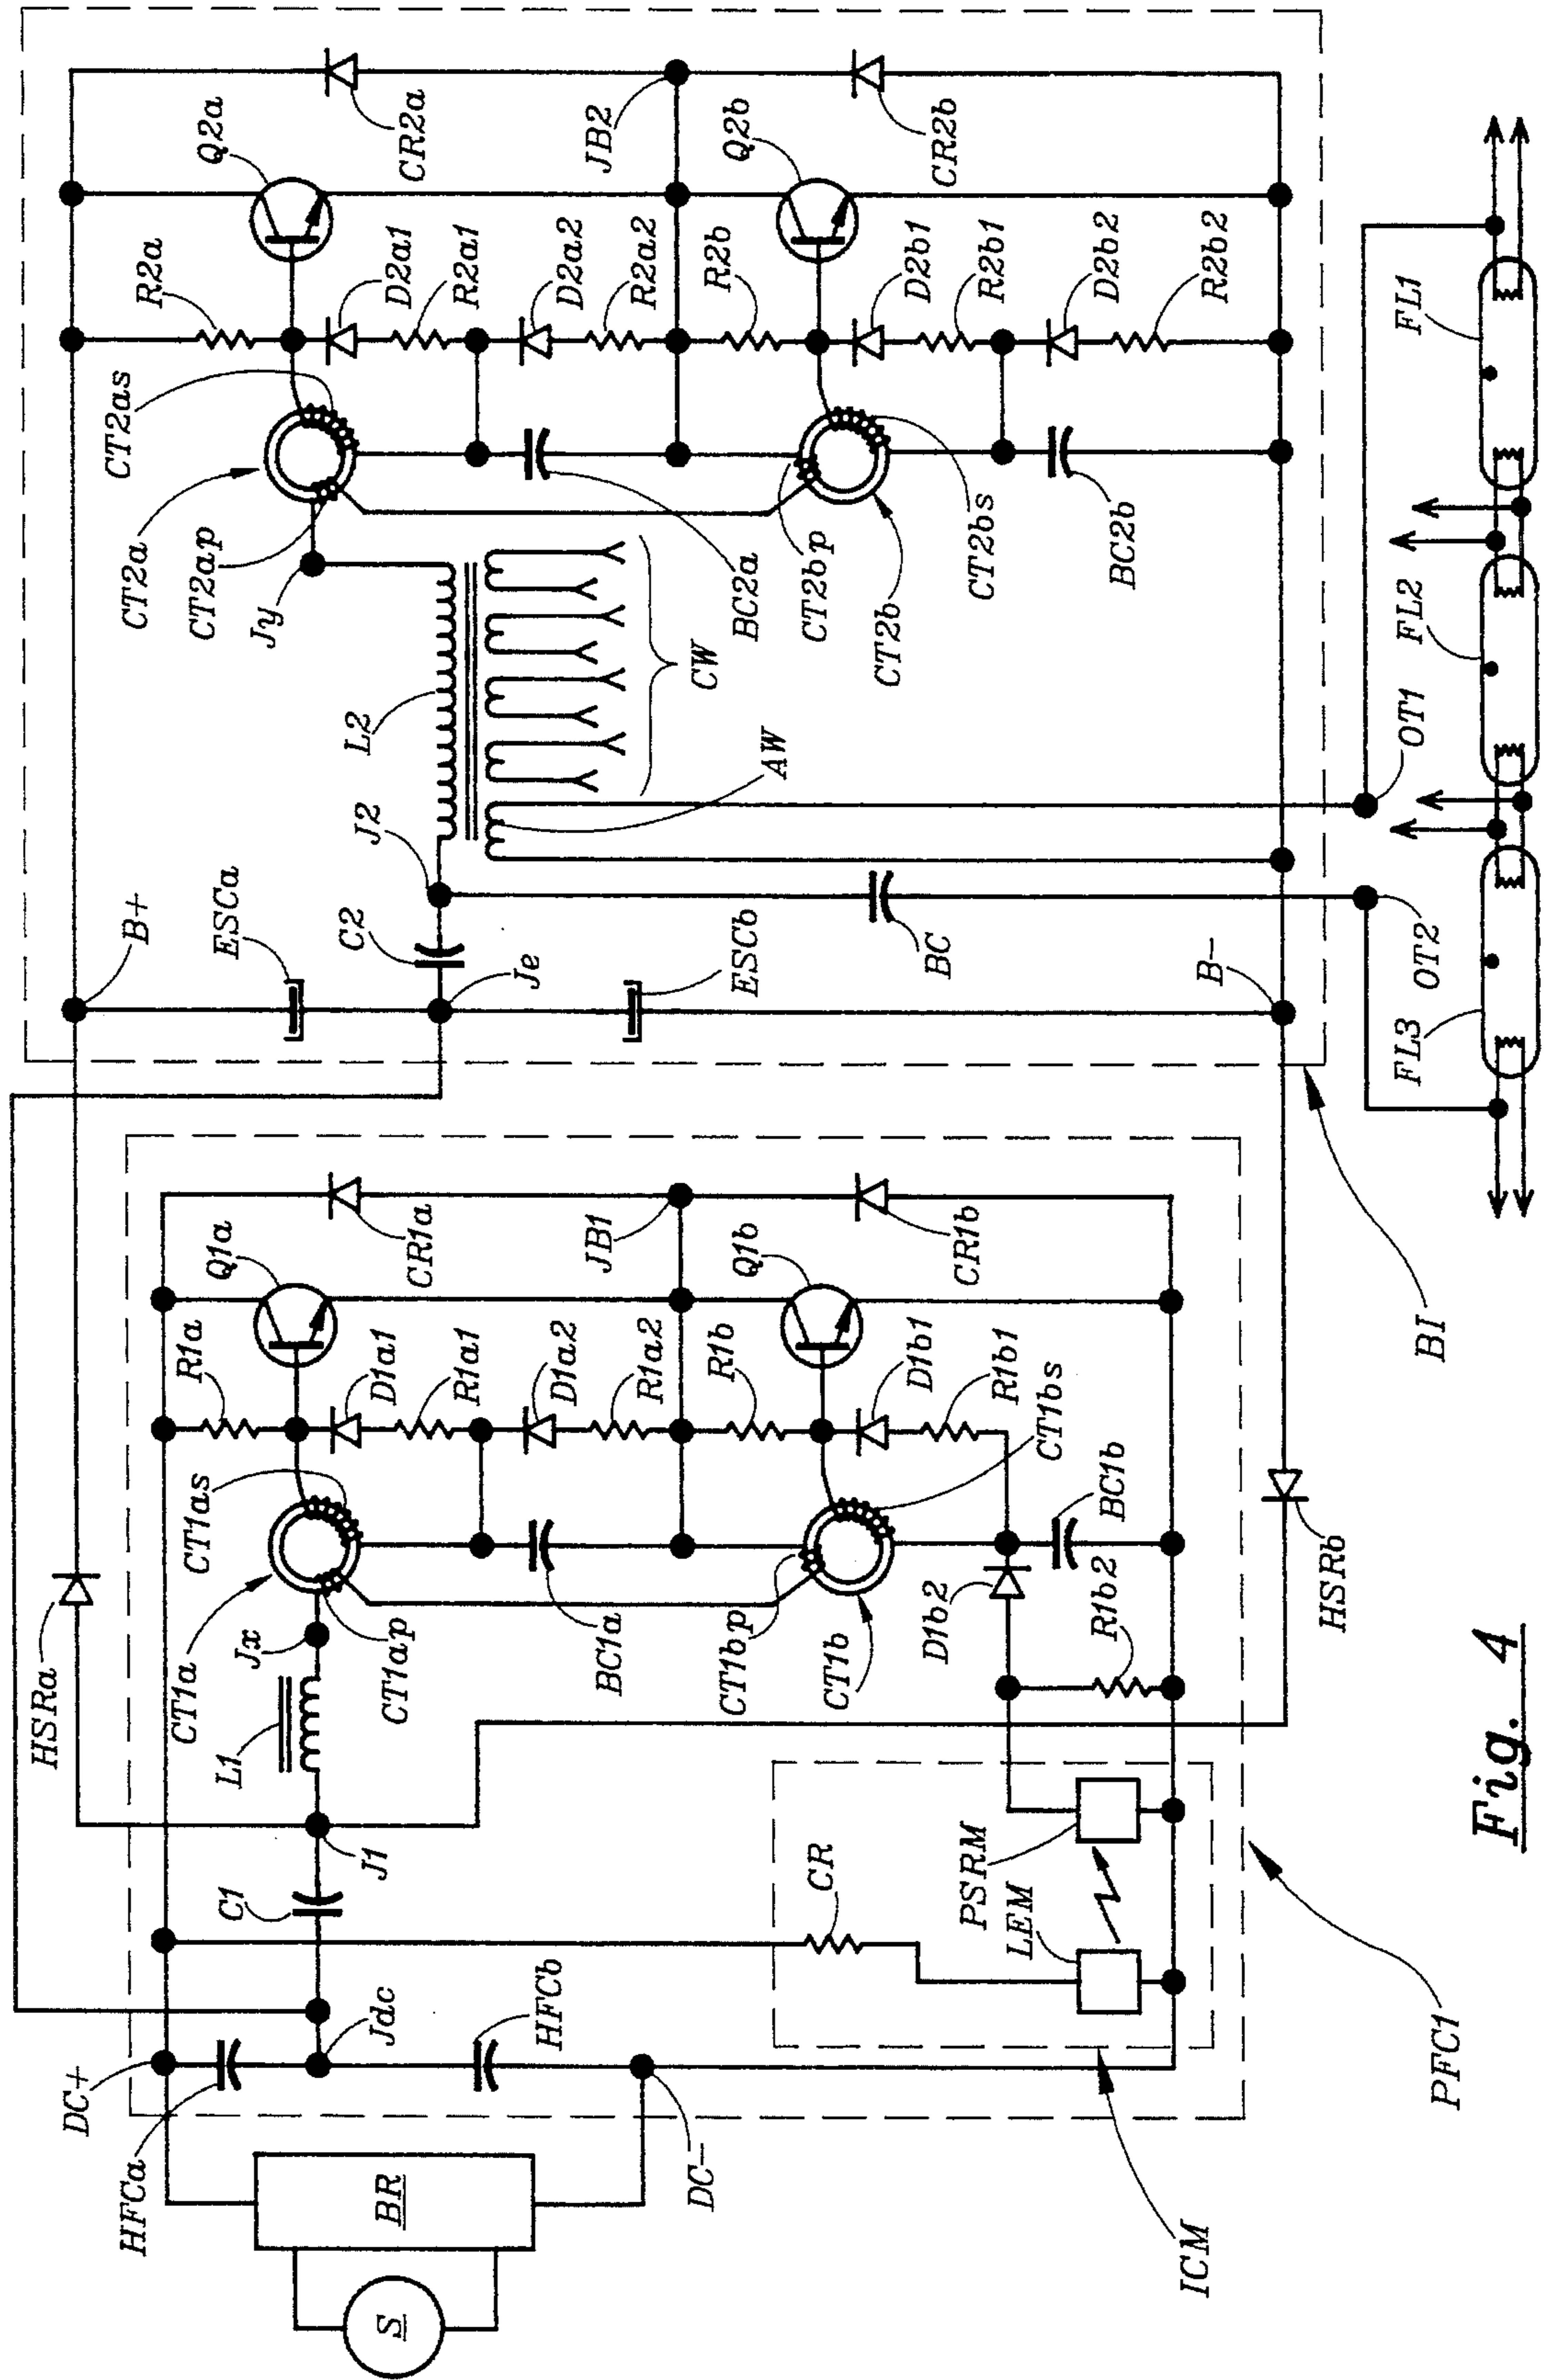 S
BR
HFCa
DC+
DC-
Jdc
HFCb
C1
J1
L1
Jx
HSRa
CT1a
CT1ap
CT1as
R1a
Q1a
D1a1
R1a1
CR1a
D1a2
R1a2
JB1
BC1a
R1b
Q1b
CT1bp
CT1b
D1b1
R1b1
CR1b
CT1bs
D1b2
BC1b
R1b2
HSRb
CR
PSRM
LEM
ICM
PFC1
B+
ESCa
C2
J2
Je
ESCb
BC
B-
L2
AW
CW
Jy
CT2a
CT2ap
CT2as
R2a
Q2a
D2a1
R2a1
CR2a
D2a2
R2a2
JB2
BC2a
R2b
Q2b
CT2bp
CT2b
CT2bs
D2b1
R2b1
CR2b
D2b2
R2b2
BC2b
BI
OT1
OT2
FL1
FL2
FL3
Fig. 4